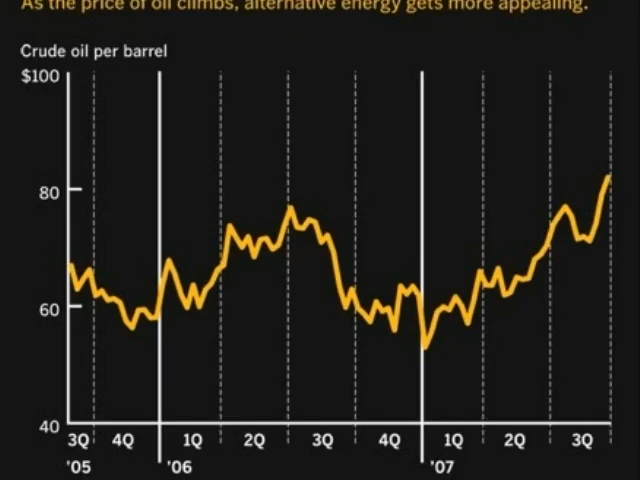 As the price of oil climbs, alternative energy gets more appealing.
Crude oil per barrel
$100
80
60
40
3Q 4Q 1Q 2Q 3Q 4Q 1Q 2Q 3Q
'05 '06 '07